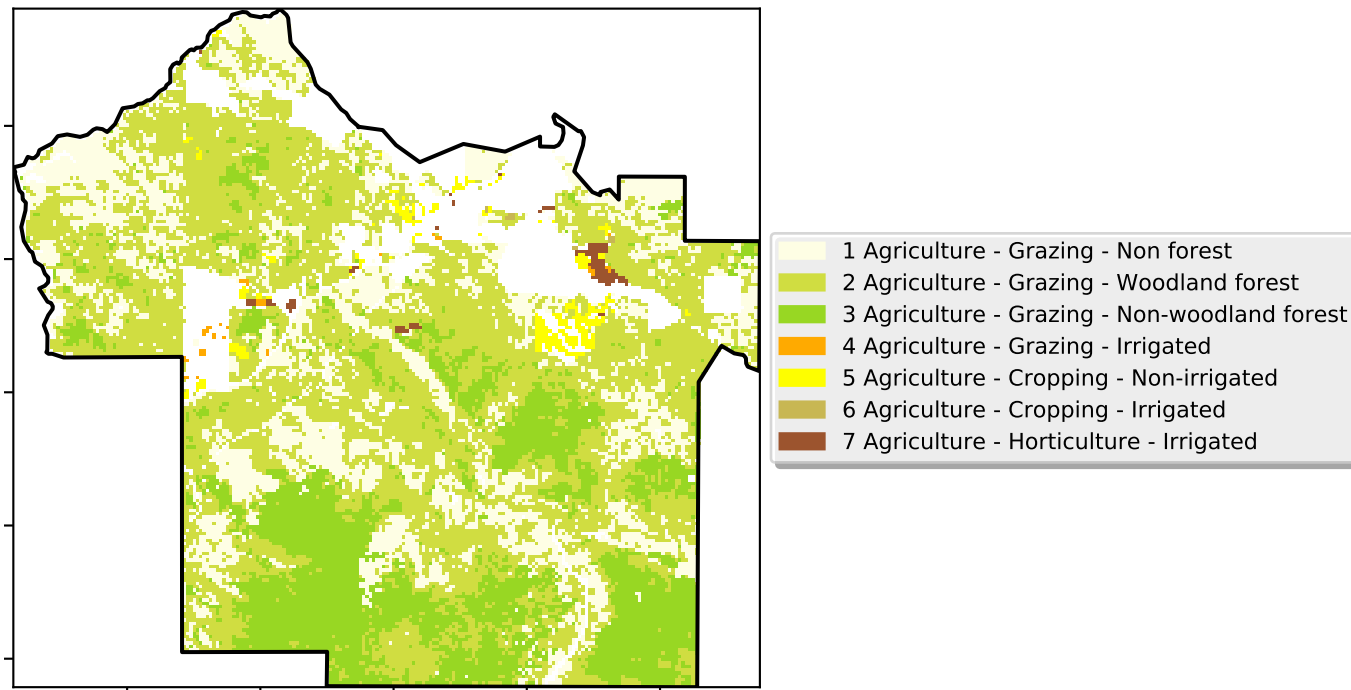 1 Agriculture - Grazing - Non forest
2 Agriculture - Grazing - Woodland forest
3 Agriculture - Grazing - Non-woodland forest
4 Agriculture - Grazing - Irrigated
5 Agriculture - Cropping - Non-irrigated
6 Agriculture - Cropping - Irrigated
7 Agriculture - Horticulture - Irrigated